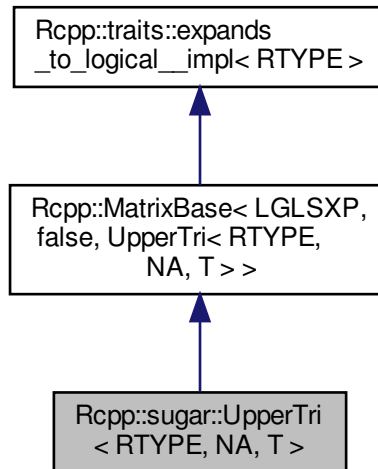 Rcpp::traits::expands
_to_logical__impl< RTYPE >
Rcpp::MatrixBase< LGLSXP,
false, UpperTri< RTYPE,
NA, T > >
Rcpp::sugar::UpperTri
< RTYPE, NA, T >